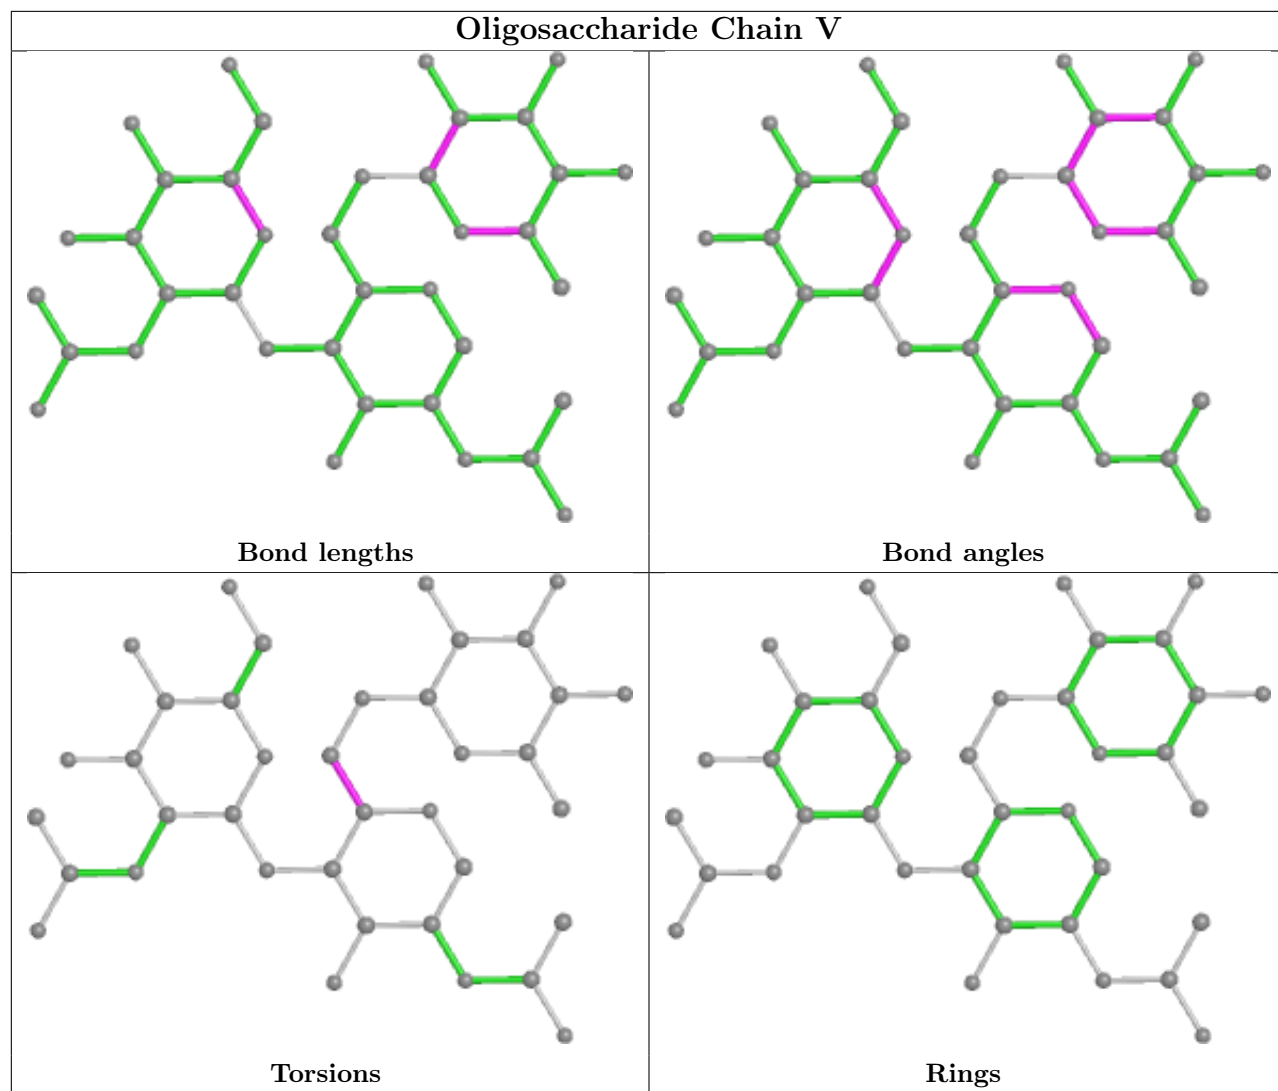 Oligosaccharide Chain V
Bond lengths
Bond angles
Torsions
Rings